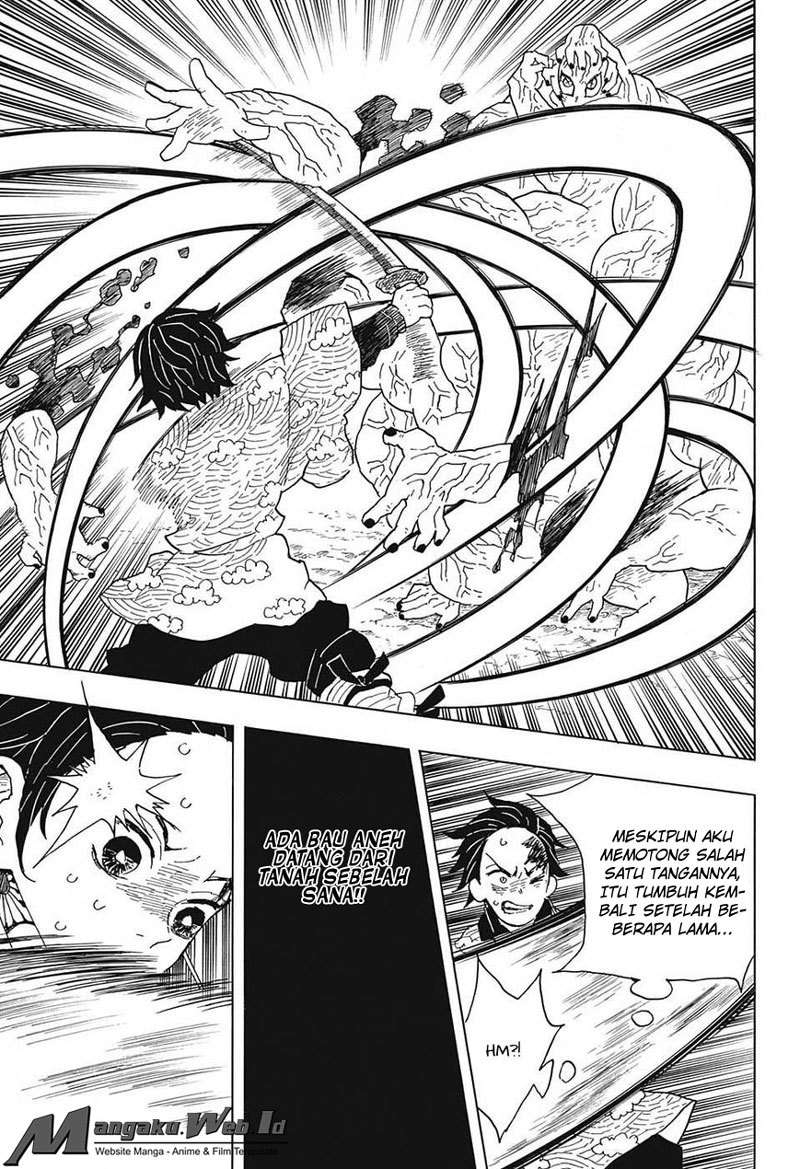 MESKIPUN AKU
MEMOTONG SALAH
SATU TANGANNYA,
ITU TUMBUH KEM-
BALI SETELAH BE-
BERAPA LAMA...
HM?!
ADA BAU ANEH
DATANG DARI
TANAH SEBELAH
SANA!!
Mangaku.Web.Id
Website Manga - Anime & Film Terupdate